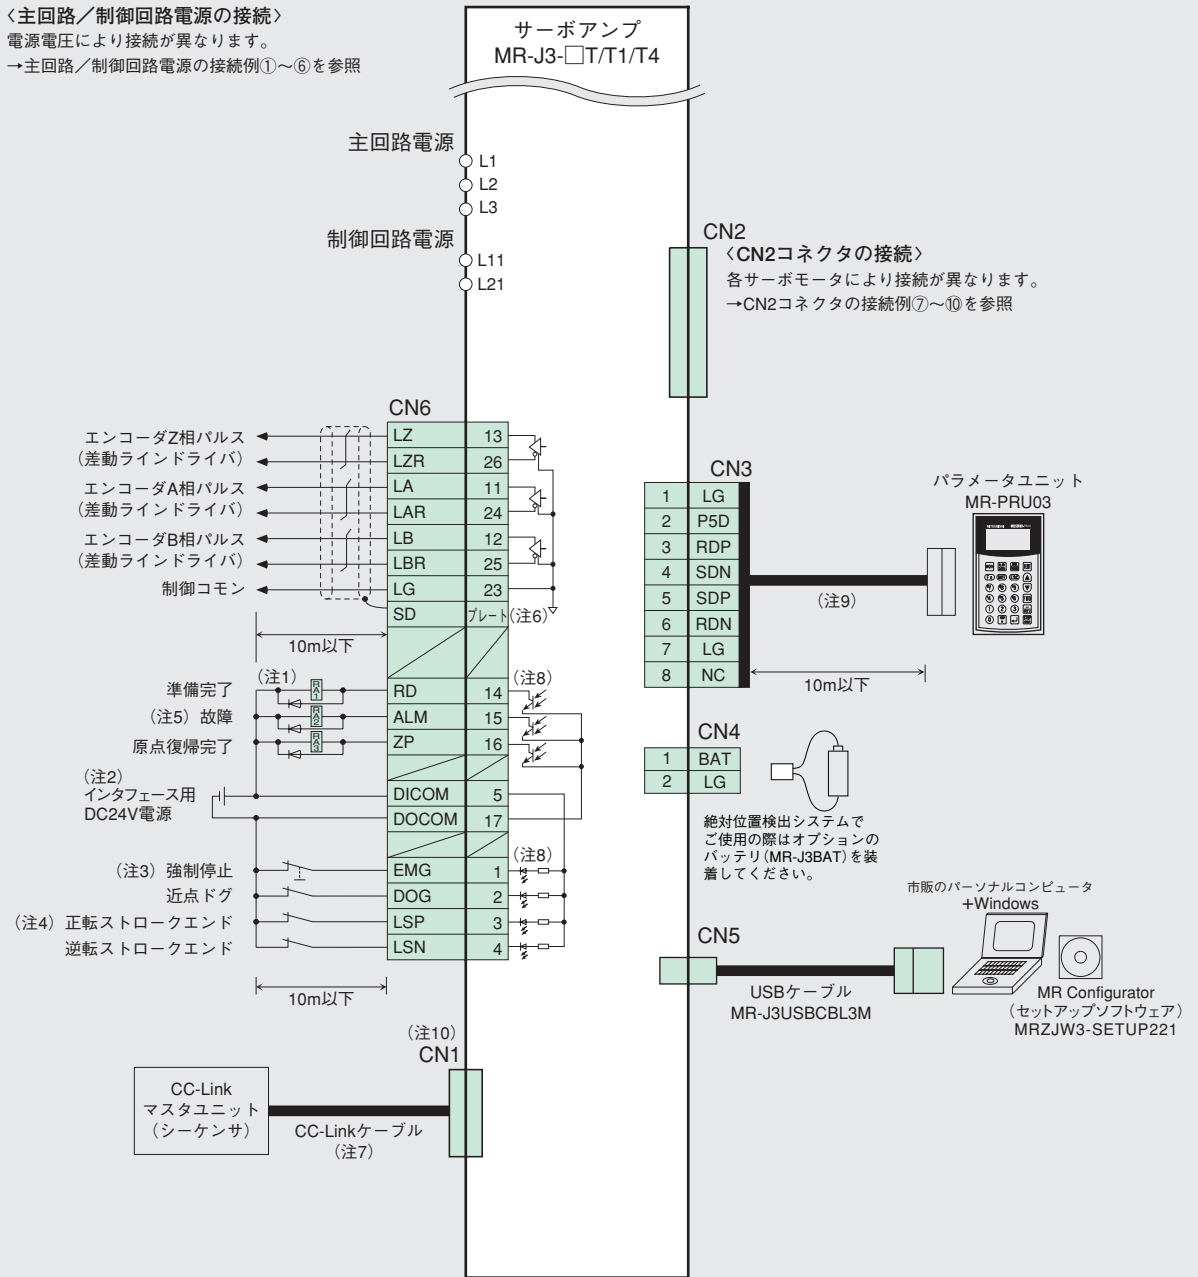 〈主回路／制御回路電源の接続〉
電源電圧により接続が異なります。
→主回路／制御回路電源の接続例①～⑥を参照
サーボアンプ
MR-J3-□T/T1/T4
主回路電源
L1
L2
L3
制御回路電源
L11
L21
CN2
〈CN2コネクタの接続〉
各サーボモータにより接続が異なります。
→CN2コネクタの接続例⑦～⑩を参照
CN6
エンコーダZ相パルス
（差動ラインドライバ）
エンコーダA相パルス
（差動ラインドライバ）
エンコーダB相パルス
（差動ラインドライバ）
制御コモン
LZ 13
LZR 26
LA 11
LAR 24
LB 12
LBR 25
LG 23
SD プレート（注6）
10m以下
（注1）
（注8）
準備完了 RA1 RD 14
（注5）故障 RA2 ALM 15
原点復帰完了 RA3 ZP 16
（注2）
インタフェース用
DC24V電源
DICOM 5
DOCOM 17
（注8）
（注3）強制停止 EMG 1
近点ドグ DOG 2
（注4）正転ストロークエンド LSP 3
逆転ストロークエンド LSN 4
10m以下
（注10）
CN1
CC-Link
マスタユニット
（シーケンサ）
CC-Linkケーブル
（注7）
CN3
1 LG
2 P5D
3 RDP
4 SDN
5 SDP
6 RDN
7 LG
8 NC
（注9）
10m以下
パラメータユニット
MR-PRU03
CN4
1 BAT
2 LG
絶対位置検出システムで
ご使用の際はオプションの
バッテリ（MR-J3BAT）を装
着してください。
CN5
USBケーブル
MR-J3USBCBL3M
市販のパーソナルコンピュータ
+Windows
MR Configurator
（セットアップソフトウェア）
MRZJW3-SETUP221